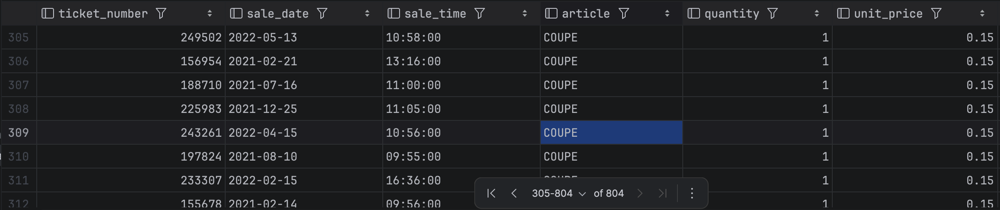 ticket_number sale_date sale_time article quantity unit_price
305 249502 2022-05-13 10:58:00 COUPE 1 0.15
306 156954 2021-02-21 13:16:00 COUPE 1 0.15
307 188710 2021-07-16 11:00:00 COUPE 1 0.15
308 225983 2021-12-25 11:05:00 COUPE 1 0.15
309 243261 2022-04-15 10:56:00 COUPE 1 0.15
310 197824 2021-08-10 09:55:00 COUPE 1 0.15
311 233307 2022-02-15 16:36:00 COUPE 1 0.15
305-804 of 804
312 155678 2021-02-14 09:56:00 1 0.15